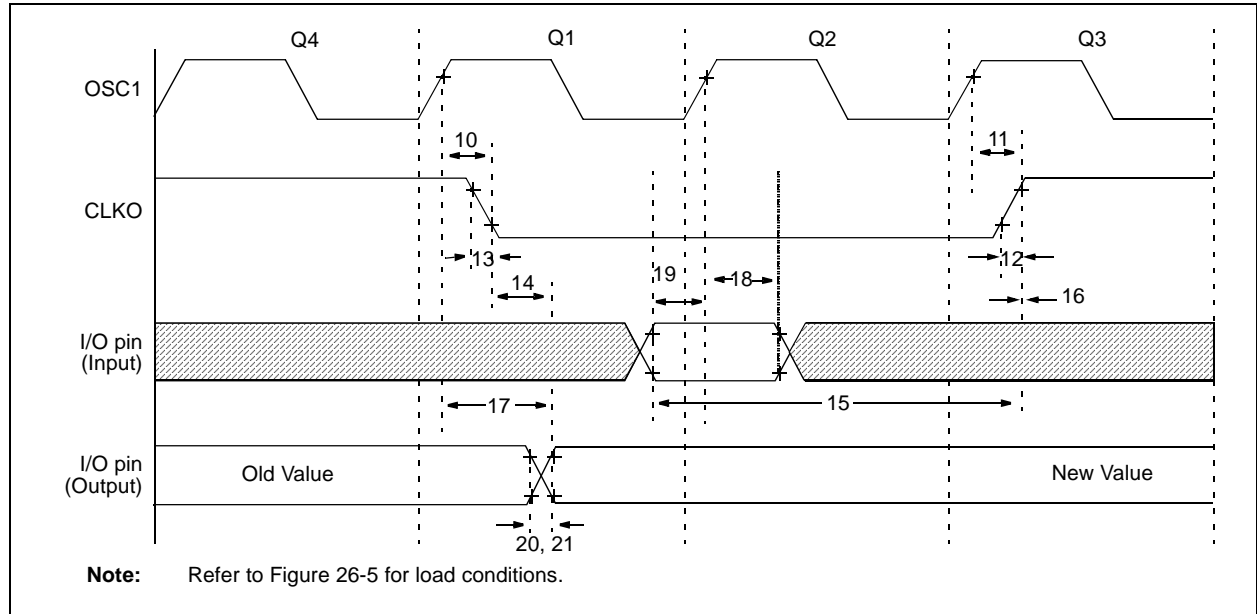 Q4 Q1 Q2 Q3
OSC1
10 11
CLKO
13 12
14 19 18 16
I/O pin
(Input)
17 15
I/O pin
(Output)
Old Value New Value
20, 21
Note: Refer to Figure 26-5 for load conditions.